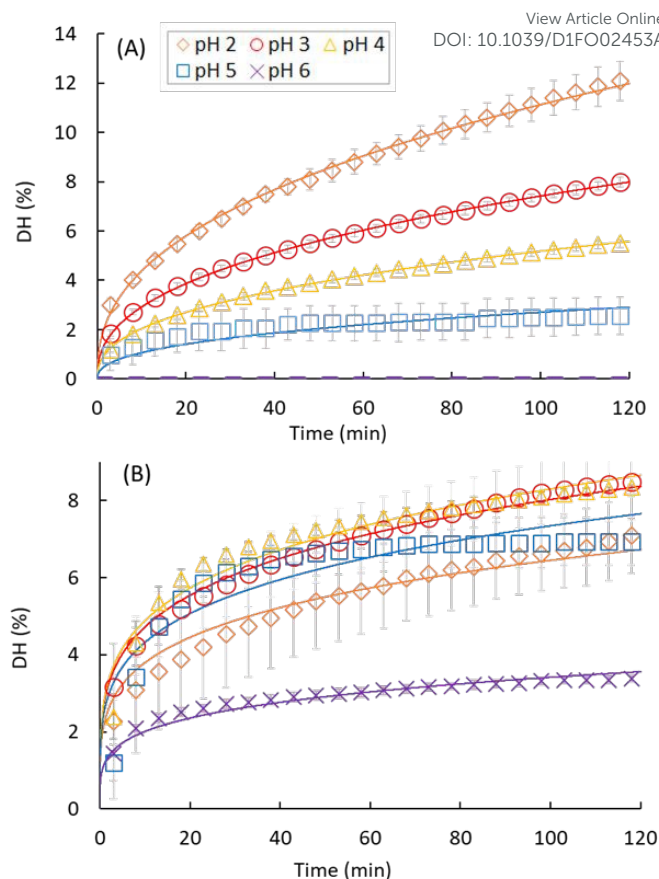 View Article Online
DOI: 10.1039/D1FO02453A
(A)
pH 2 pH 3 pH 4
pH 5 pH 6
14
12
10
8
6
4
2
0
DH (%)
0 20 40 60 80 100 120
Time (min)
(B)
8
6
4
2
0
DH (%)
0 20 40 60 80 100 120
Time (min)